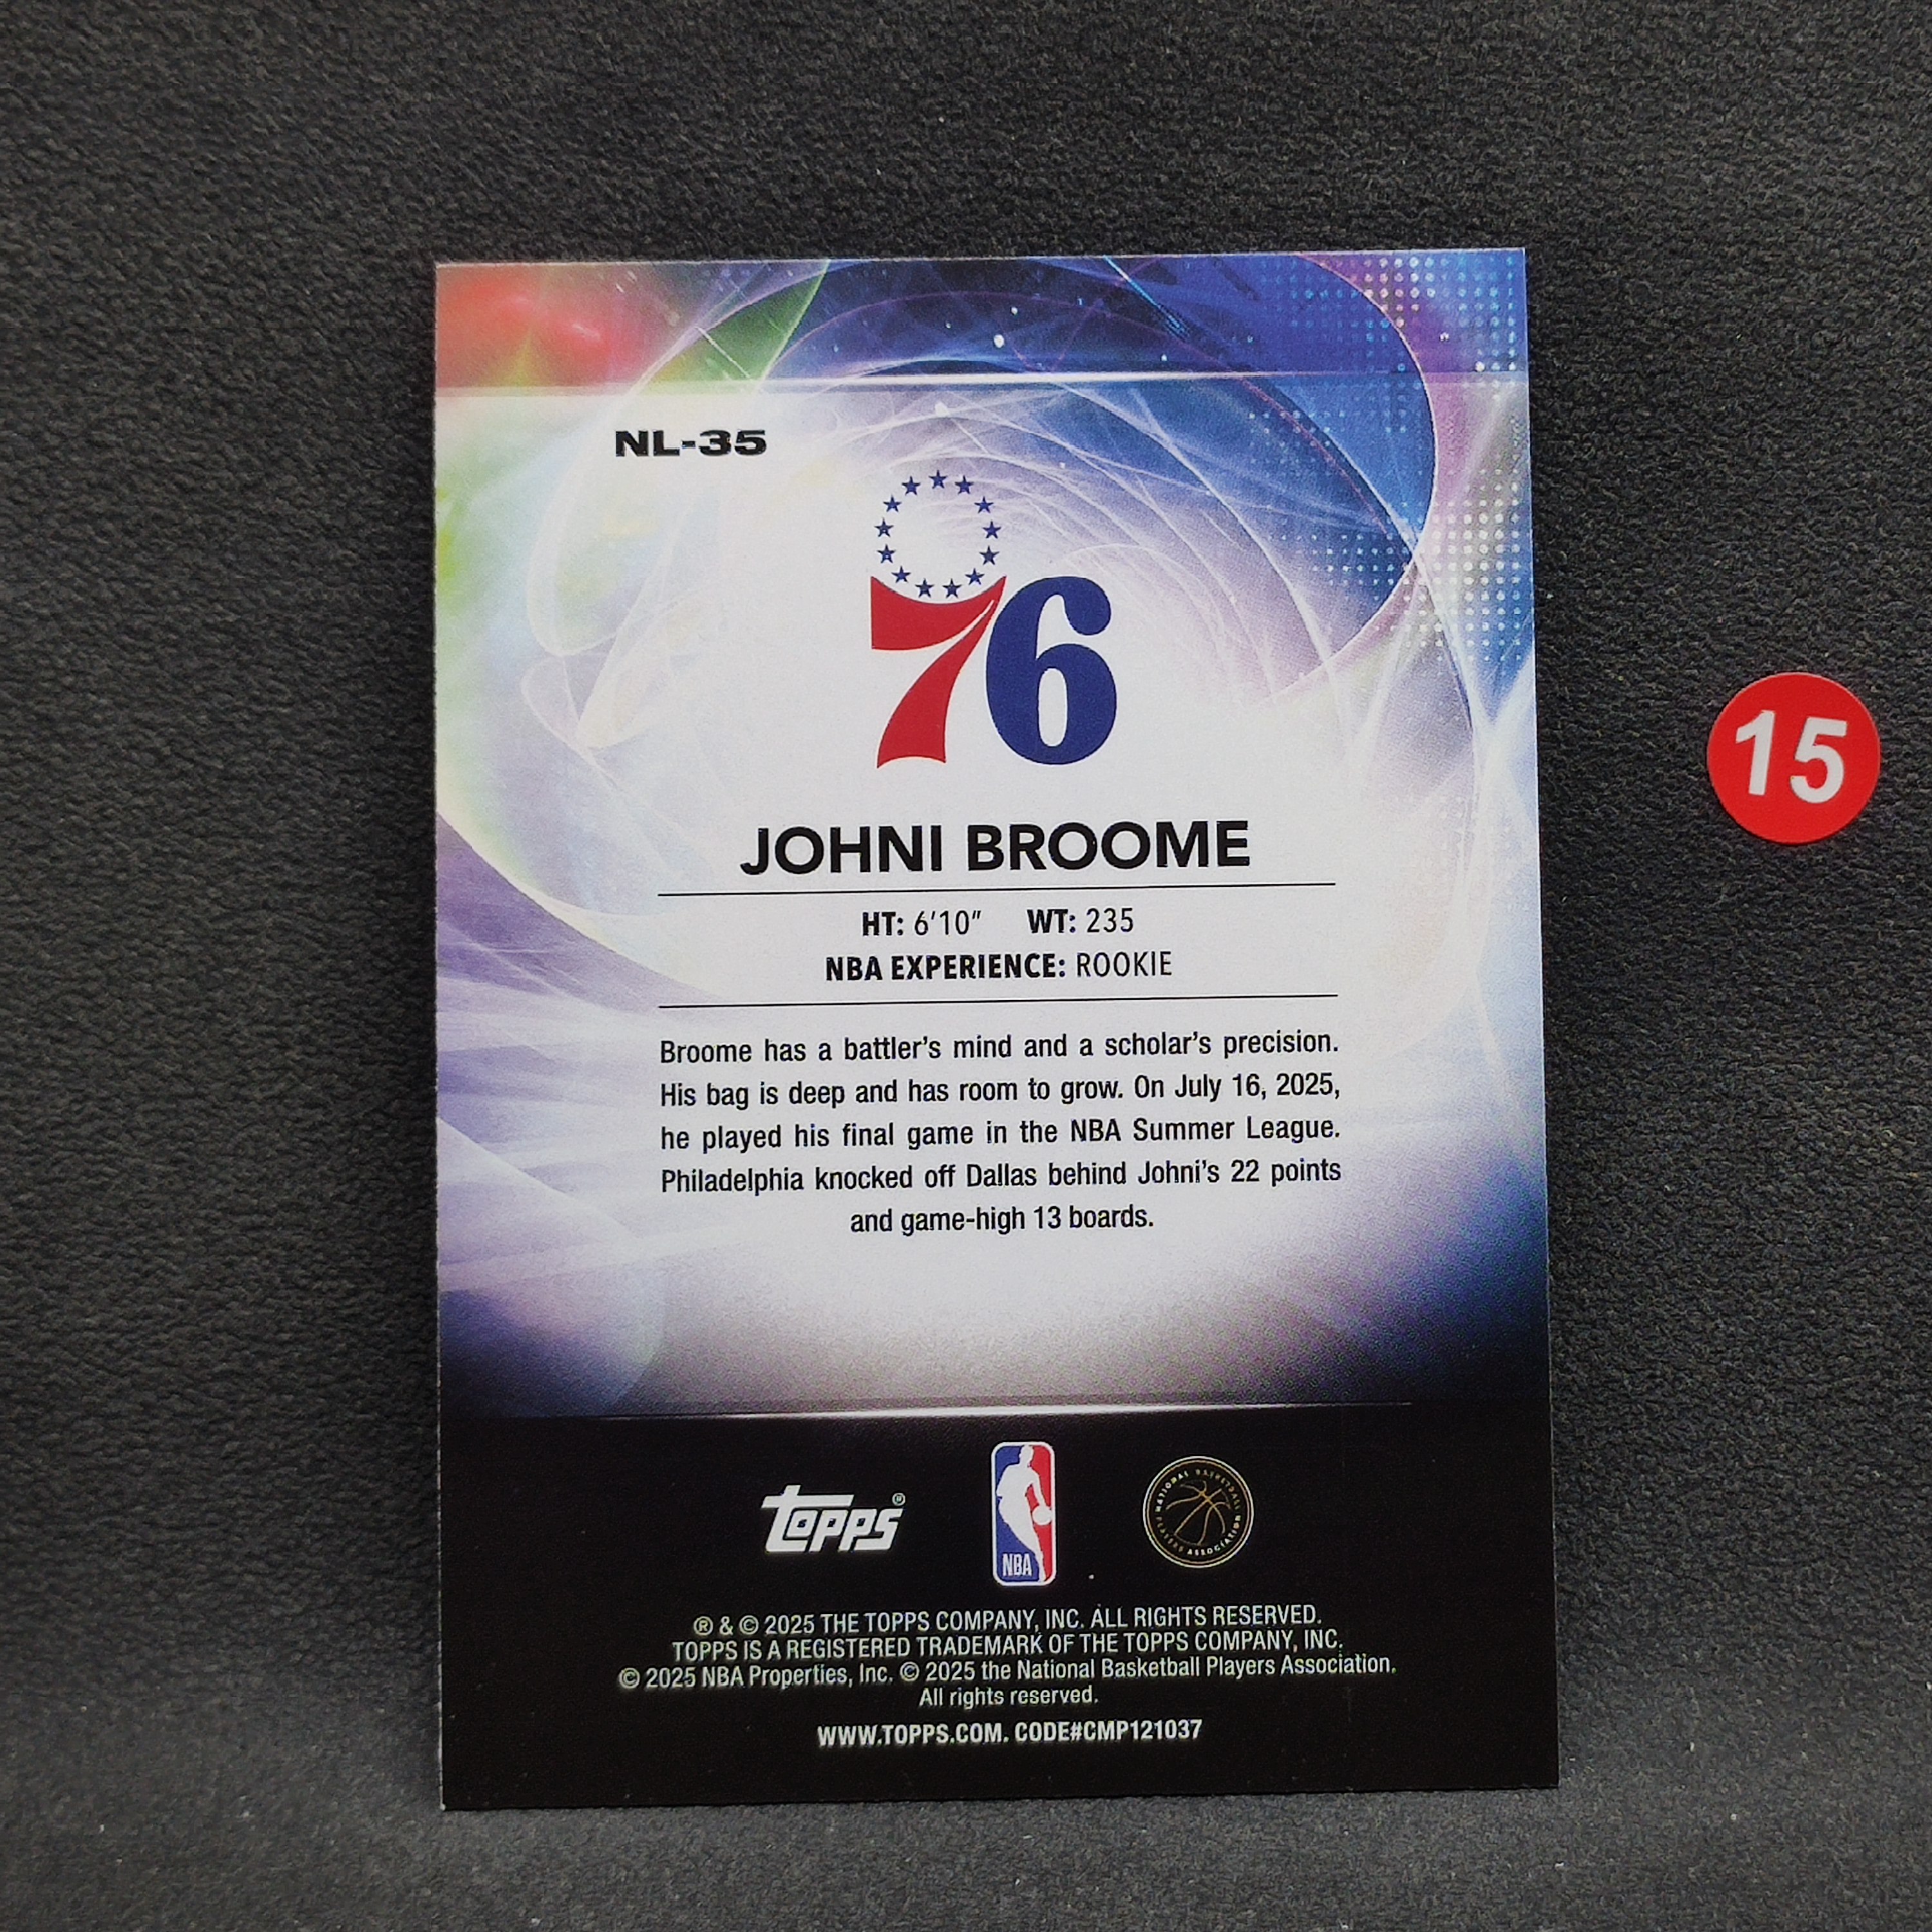 NL-35
76
15
JOHNI BROOME
HT: 6'10" WT: 235
NBA EXPERIENCE: ROOKIE
Broome has a battler's mind and a scholar's precision.
His bag is deep and has room to grow. On July 16, 2025,
he played his final game in the NBA Summer League.
Philadelphia knocked off Dallas behind Johni's 22 points
and game-high 13 boards.
topps®
NBA
NATIONAL BASKETBALL PLAYERS ASSOCIATION
® & © 2025 THE TOPPS COMPANY, INC. ALL RIGHTS RESERVED.
TOPPS IS A REGISTERED TRADEMARK OF THE TOPPS COMPANY, INC.
© 2025 NBA Properties, Inc. © 2025 the National Basketball Players Association.
All rights reserved.
WWW.TOPPS.COM. CODE#CMP121037